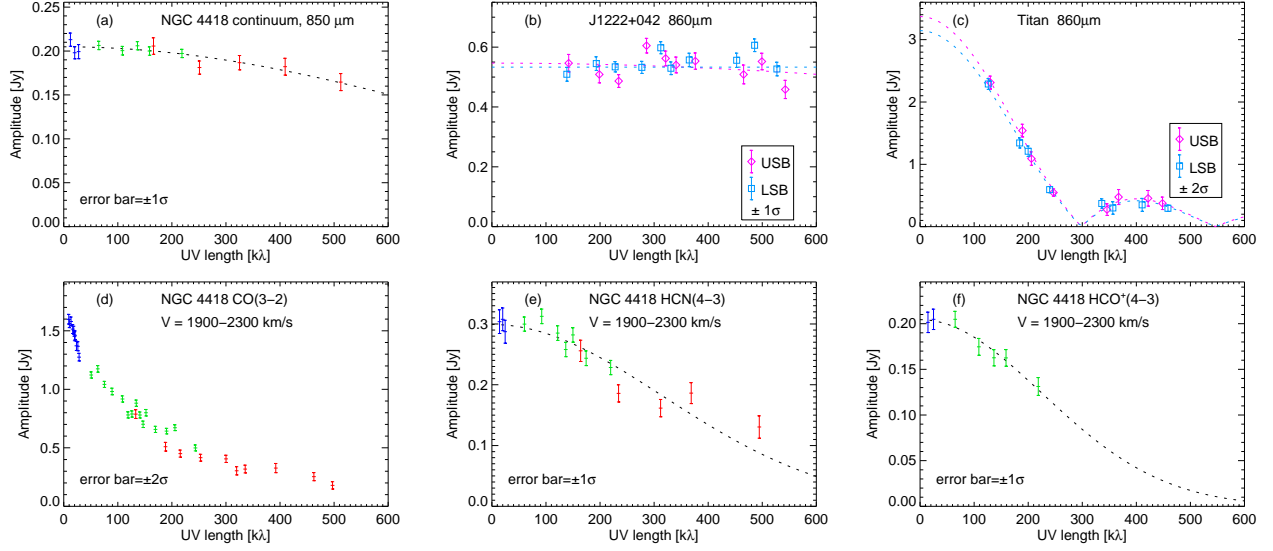 (a) NGC 4418 continuum, 850 μm
Amplitude [Jy]
0.25
0.20
0.15
0.10
0.05
0.00
error bar=±1σ
0 100 200 300 400 500 600
UV length [kλ]
(b) J1222+042 860μm
Amplitude [Jy]
0.6
0.4
0.2
0.0
USB
LSB
± 1σ
0 100 200 300 400 500 600
UV length [kλ]
(c) Titan 860μm
Amplitude [Jy]
3
2
1
0
USB
LSB
± 2σ
0 100 200 300 400 500 600
UV length [kλ]
(d) NGC 4418 CO(3−2)
V = 1900−2300 km/s
Amplitude [Jy]
2.0
1.5
1.0
0.5
0.0
error bar=±2σ
0 100 200 300 400 500 600
UV length [kλ]
(e) NGC 4418 HCN(4−3)
V = 1900−2300 km/s
Amplitude [Jy]
0.3
0.2
0.1
0.0
error bar=±1σ
0 100 200 300 400 500 600
UV length [kλ]
(f) NGC 4418 HCO⁺(4−3)
V = 1900−2300 km/s
Amplitude [Jy]
0.20
0.15
0.10
0.05
0.00
error bar=±1σ
0 100 200 300 400 500 600
UV length [kλ]